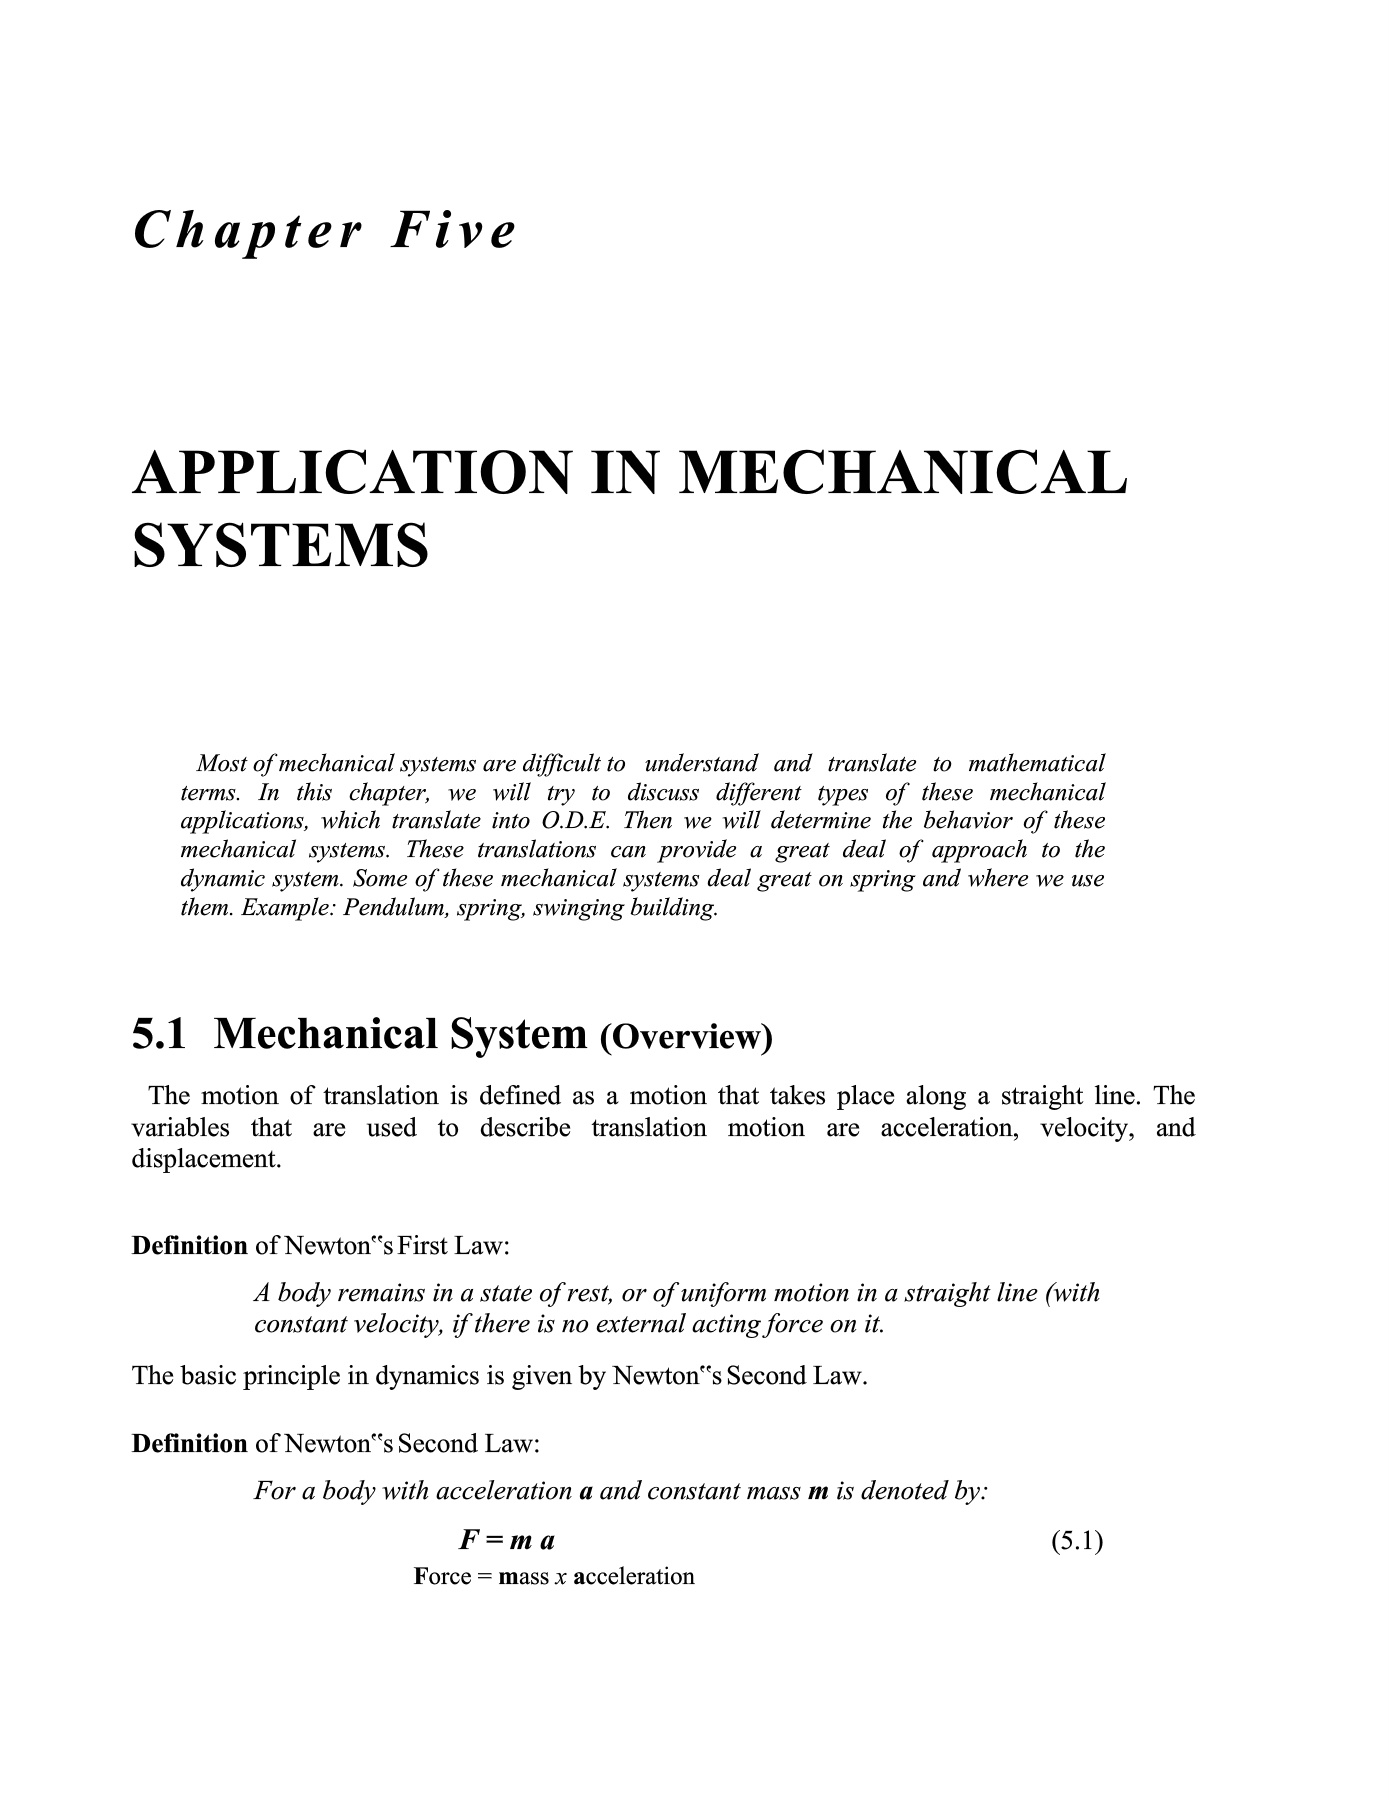 Chapter Five
APPLICATION IN MECHANICAL
SYSTEMS
Most of mechanical systems are difficult to understand and translate to mathematical
terms. In this chapter, we will try to discuss different types of these mechanical
applications, which translate into O.D.E. Then we will determine the behavior of these
mechanical systems. These translations can provide a great deal of approach to the
dynamic system. Some of these mechanical systems deal great on spring and where we use
them. Example: Pendulum, spring, swinging building.
5.1 Mechanical System (Overview)
The motion of translation is defined as a motion that takes place along a straight line. The
variables that are used to describe translation motion are acceleration, velocity, and
displacement.
Definition of Newton‟s First Law:
A body remains in a state of rest, or of uniform motion in a straight line (with
constant velocity, if there is no external acting force on it.
The basic principle in dynamics is given by Newton‟s Second Law.
Definition of Newton‟s Second Law:
For a body with acceleration a and constant mass m is denoted by:
F = m a (5.1)
Force = mass x acceleration